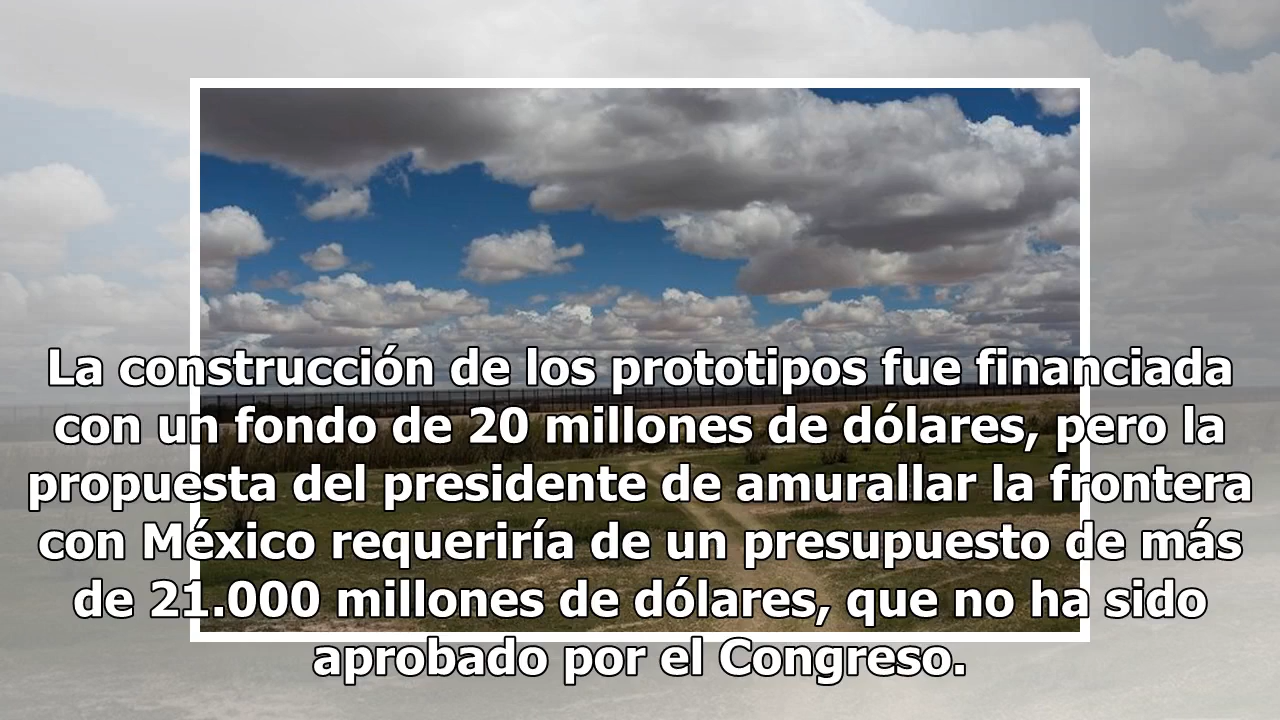 La construcción de los prototipos fue financiada
con un fondo de 20 millones de dólares, pero la
propuesta del presidente de amurallar la frontera
con México requeriría de un presupuesto de más
de 21.000 millones de dólares, que no ha sido
aprobado por el Congreso.